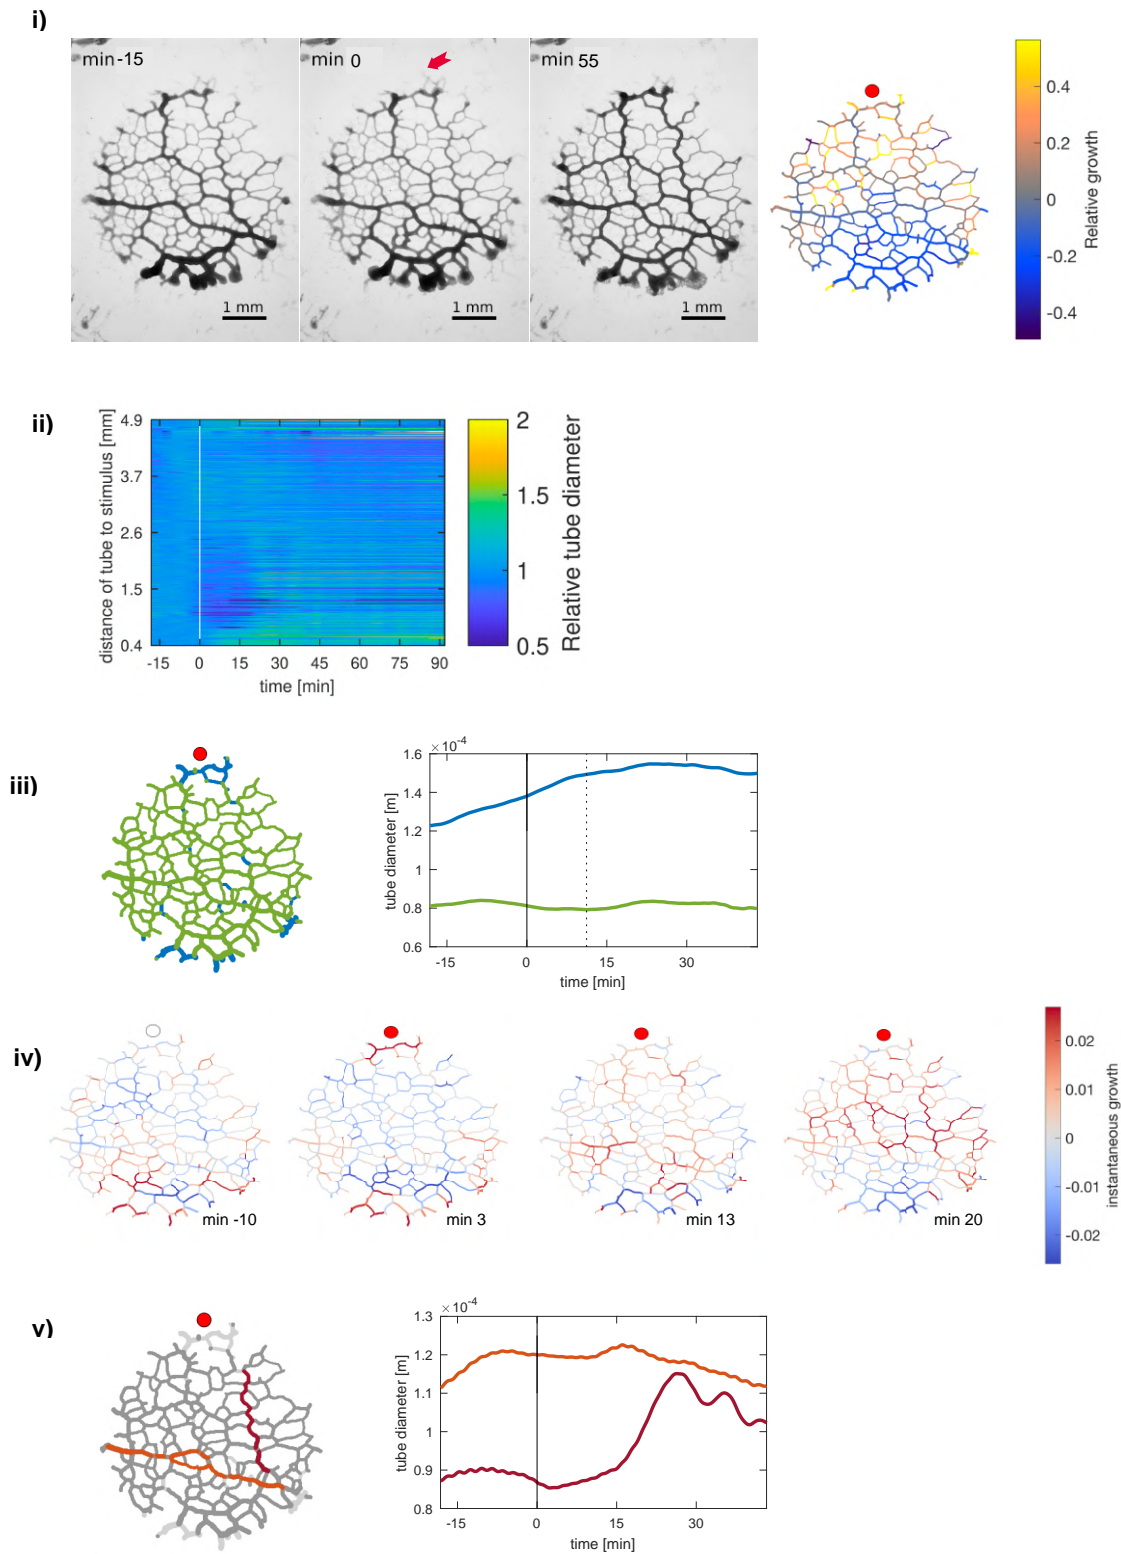 i)
min -15
min 0
min 55
1 mm
1 mm
1 mm
0.4
0.2
0
-0.2
-0.4
Relative growth
ii)
distance of tube to stimulus [mm]
4.9
3.7
2.6
1.5
0.4
-15 0 15 30 45 60 75 90
time [min]
2
1.5
1
0.5
Relative tube diameter
iii)
×10⁻⁴
tube diameter [m]
1.6
1.4
1.2
1
0.8
0.6
-15 0 15 30
time [min]
iv)
min -10
min 3
min 13
min 20
0.02
0.01
0
-0.01
-0.02
instantaneous growth
v)
×10⁻⁴
tube diameter [m]
1.3
1.2
1.1
1
0.9
0.8
-15 0 15 30
time [min]